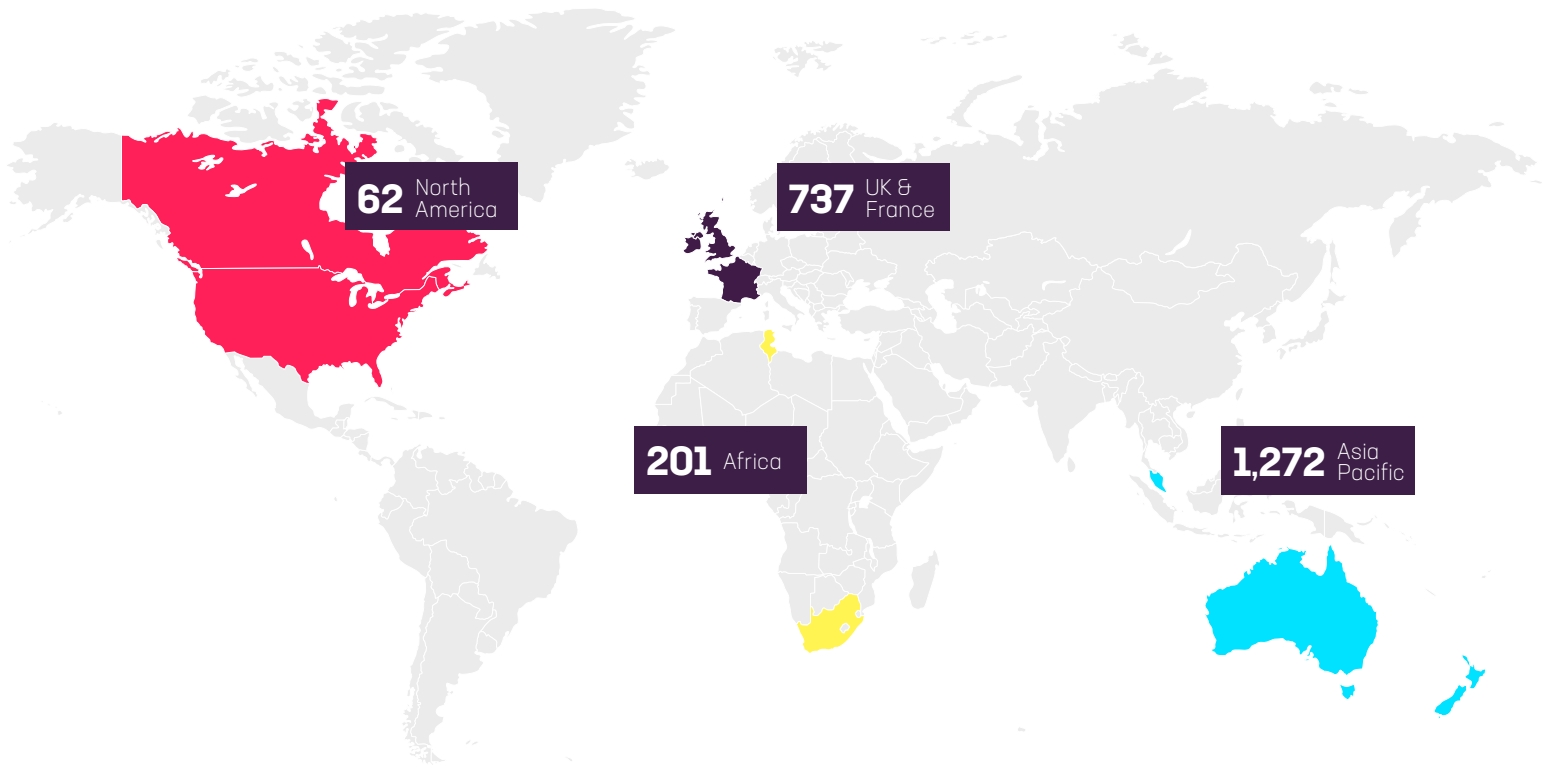 62 North
America
737 UK &
France
201 Africa
1,272 Asia
Pacific